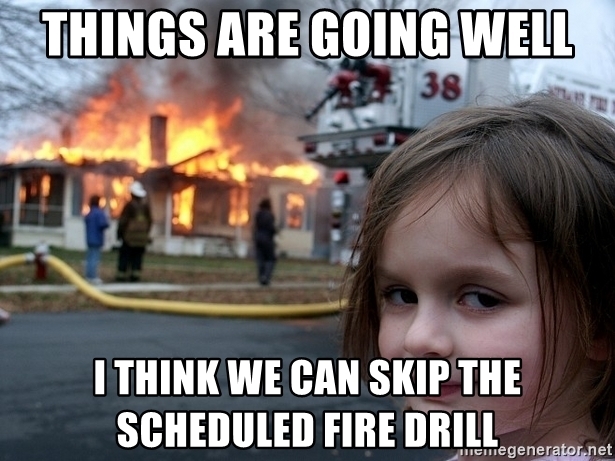 THINGS ARE GOING WELL
38
I THINK WE CAN SKIP THE
SCHEDULED FIRE DRILL
memegenerator.net